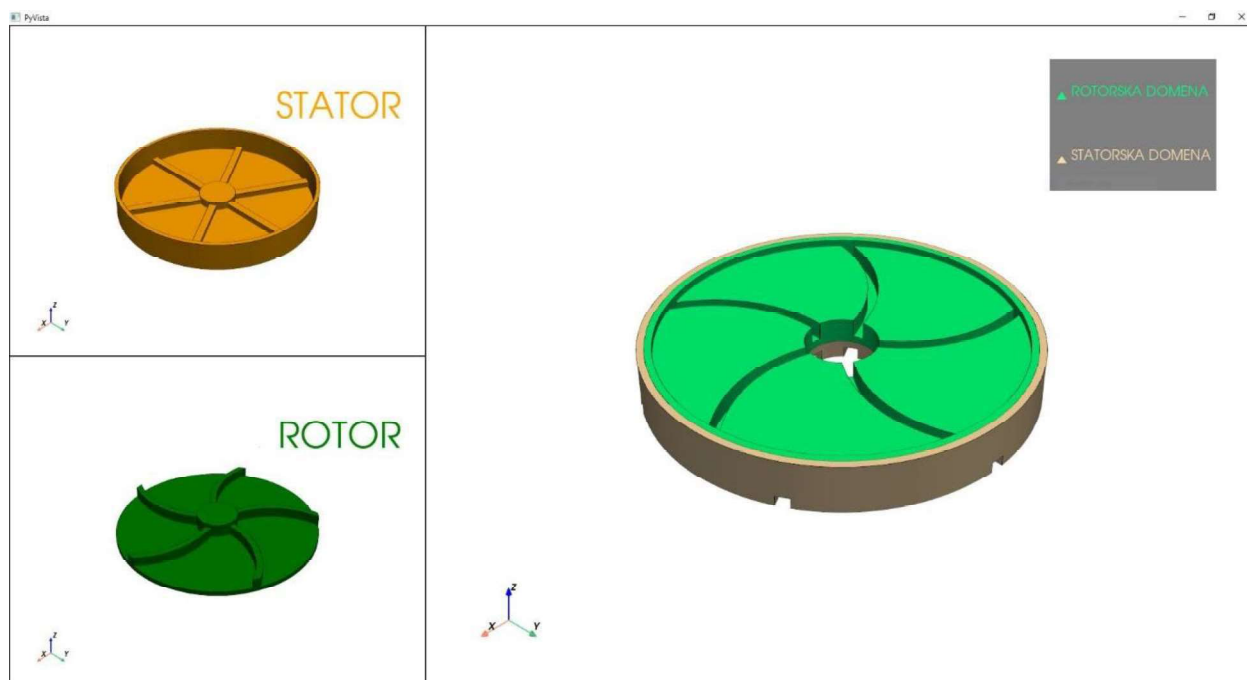 PyVista
STATOR
Z
X Y
ROTOR
Z
X Y
ROTORSKA DOMENA
STATORSKA DOMENA
Z
X Y